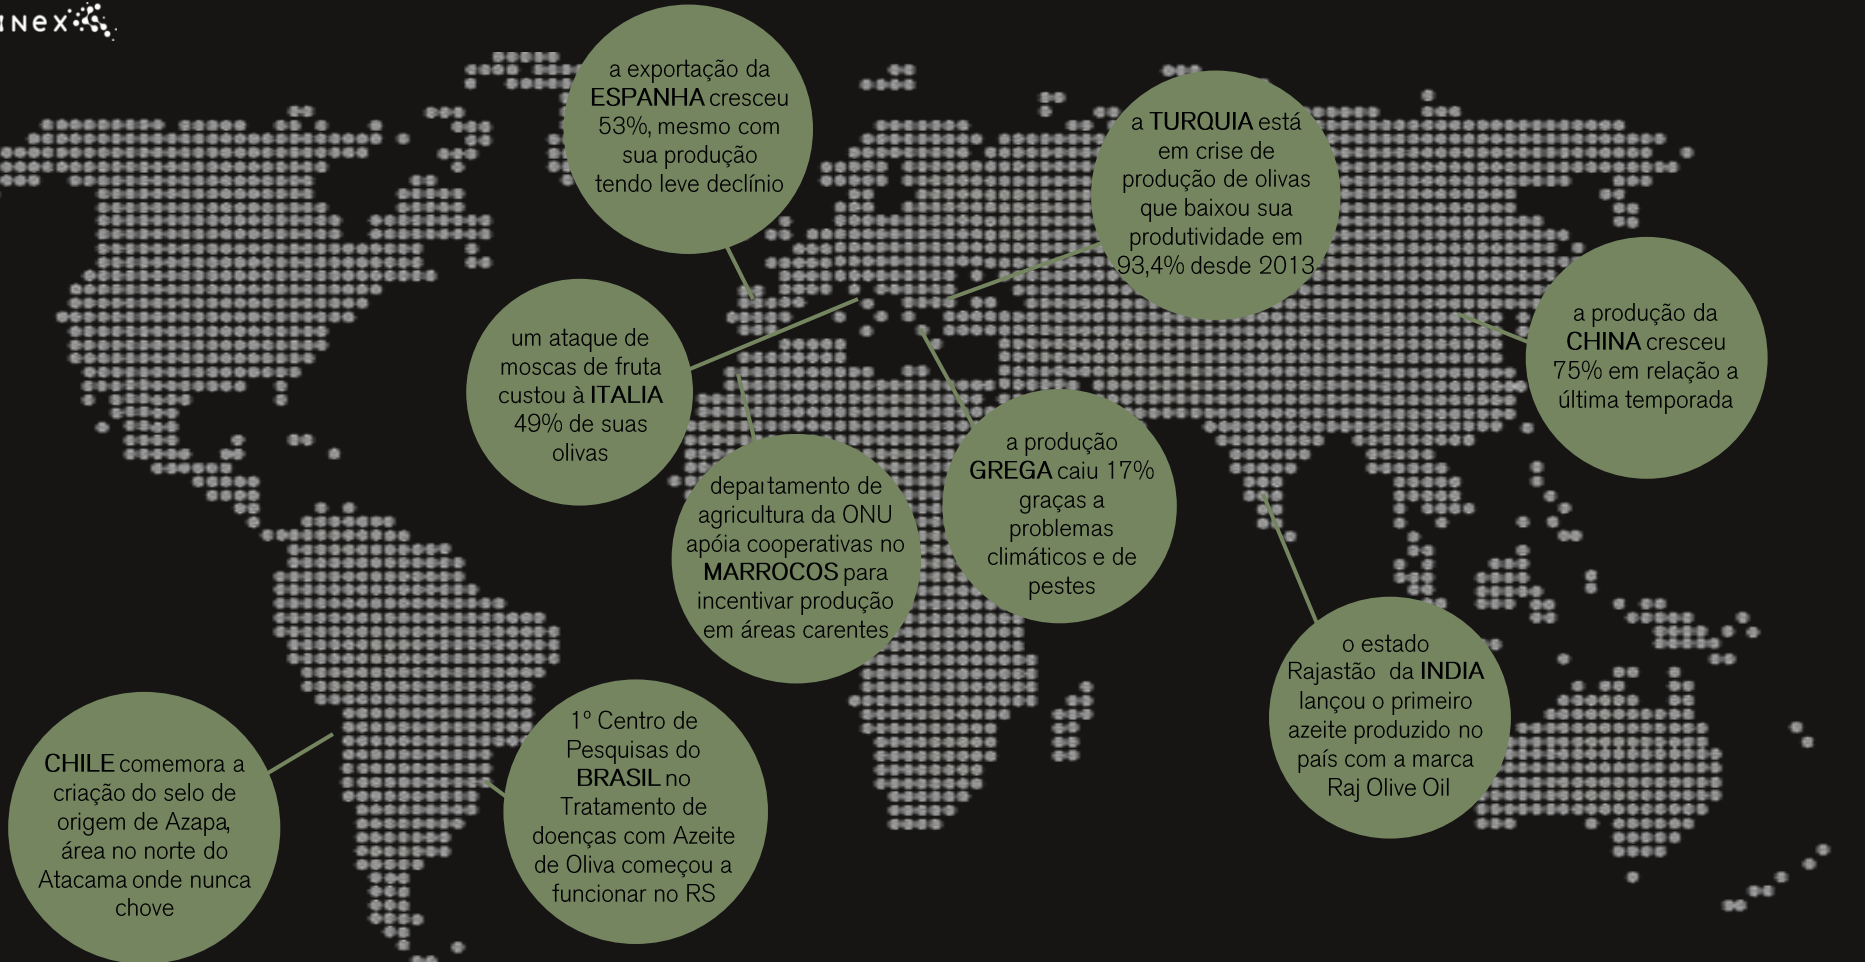 a exportação da
ESPANHA cresceu
53%, mesmo com
sua produção
tendo leve declínio
a TURQUIA está
em crise de
produção de olivas
que baixou sua
produtividade em
93,4% desde 2013
um ataque de
moscas de fruta
custou à ITALIA
49% de suas
olivas
a produção da
CHINA cresceu
75% em relação a
última temporada
departamento de
agricultura da ONU
apóia cooperativas no
MARROCOS para
incentivar produção
em áreas carentes
a produção
GREGA caiu 17%
graças a
problemas
climáticos e de
pestes
o estado
Rajastão da INDIA
lançou o primeiro
azeite produzido no
país com a marca
Raj Olive Oil
CHILE comemora a
criação do selo de
origem de Azapa,
área no norte do
Atacama onde nunca
chove
1º Centro de
Pesquisas do
BRASIL no
Tratamento de
doenças com Azeite
de Oliva começou a
funcionar no RS